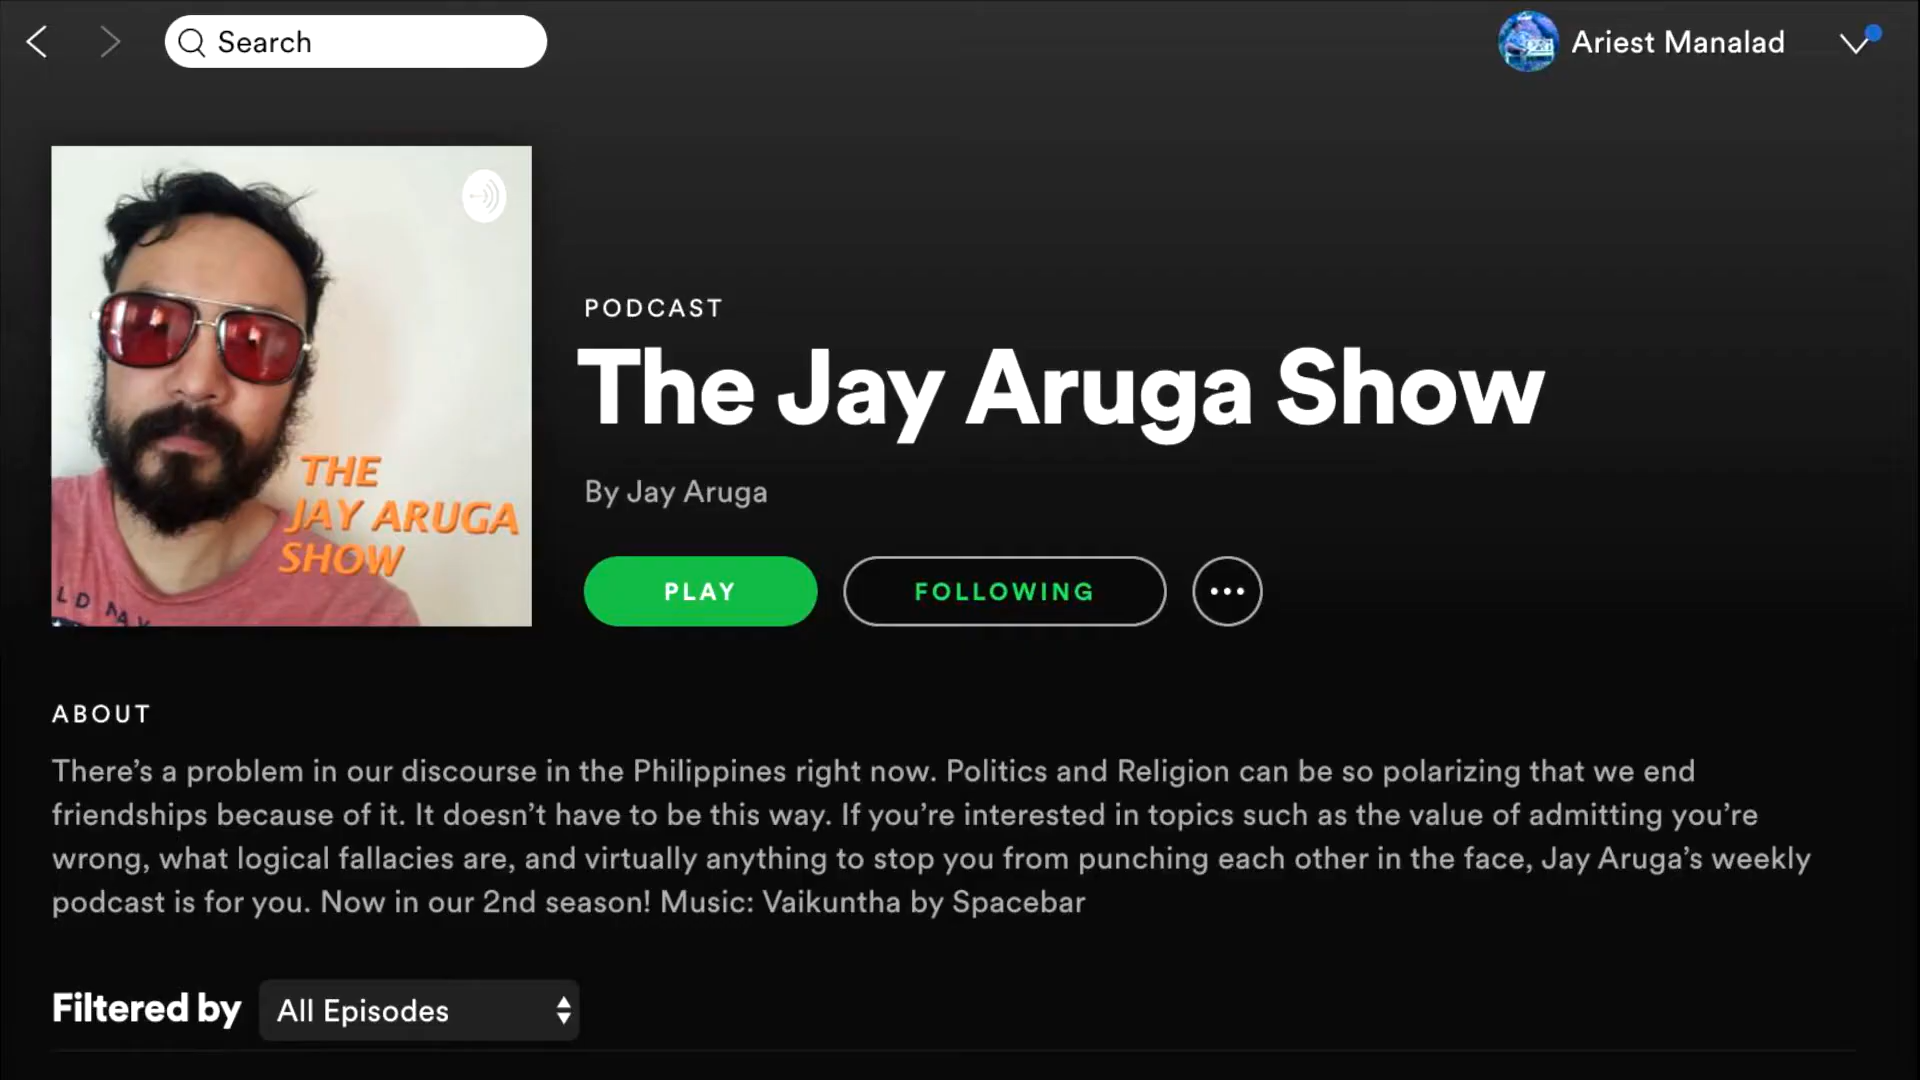 Search
Ariest Manalad
THE
JAY ARUGA
SHOW
LD NAV
PODCAST
The Jay Aruga Show
By Jay Aruga
PLAY
FOLLOWING
ABOUT
There’s a problem in our discourse in the Philippines right now. Politics and Religion can be so polarizing that we end
friendships because of it. It doesn’t have to be this way. If you’re interested in topics such as the value of admitting you’re
wrong, what logical fallacies are, and virtually anything to stop you from punching each other in the face, Jay Aruga’s weekly
podcast is for you. Now in our 2nd season! Music: Vaikuntha by Spacebar
Filtered by
All Episodes